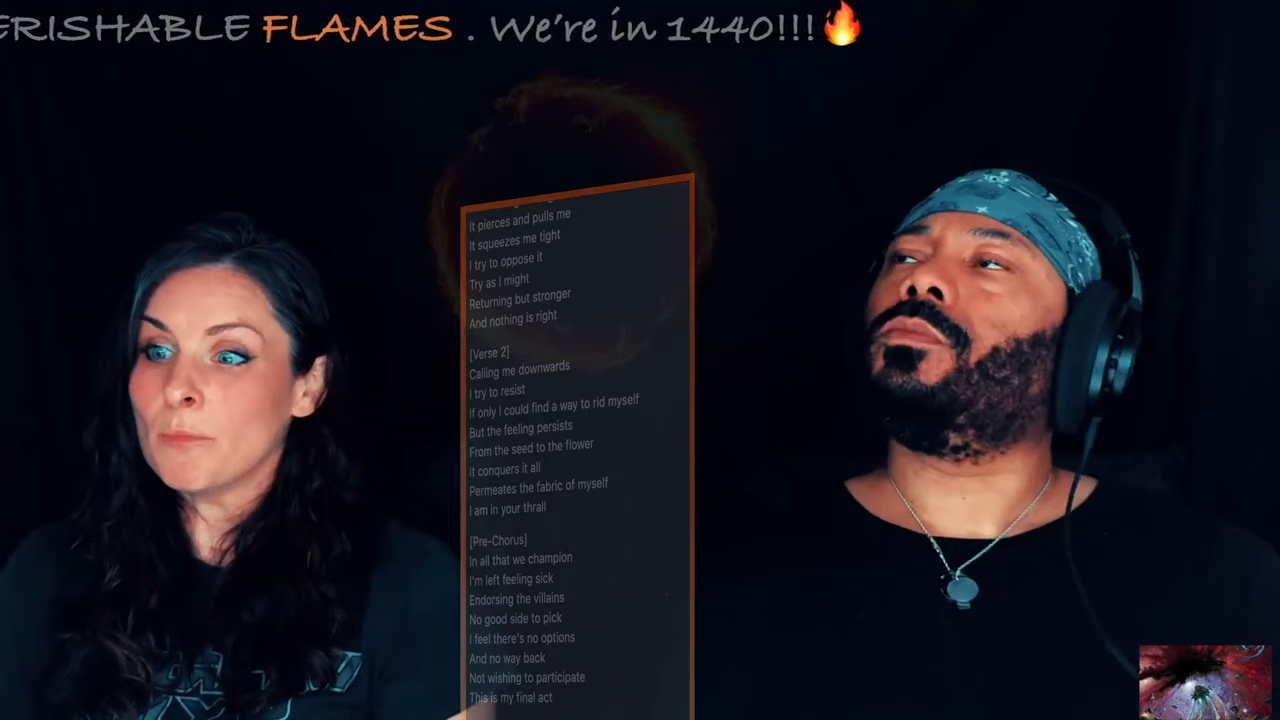 ERISHABLE FLAMES . We're in 1440!!!🔥
It pierces and pulls me
It squeezes me tight
I try to oppose it
Try as I might
Returning but stronger
And nothing is right
[Verse 2]
Calling me downwards
I try to resist
If only I could find a way to rid myself
But the feeling persists
From the seed to the flower
It conquers it all
Permeates the fabric of myself
I am in your thrall
[Pre-Chorus]
In all that we champion
I'm left feeling sick
Endorsing the villains
No good side to pick
I feel there's no options
And no way back
Not wishing to participate
This is my final act